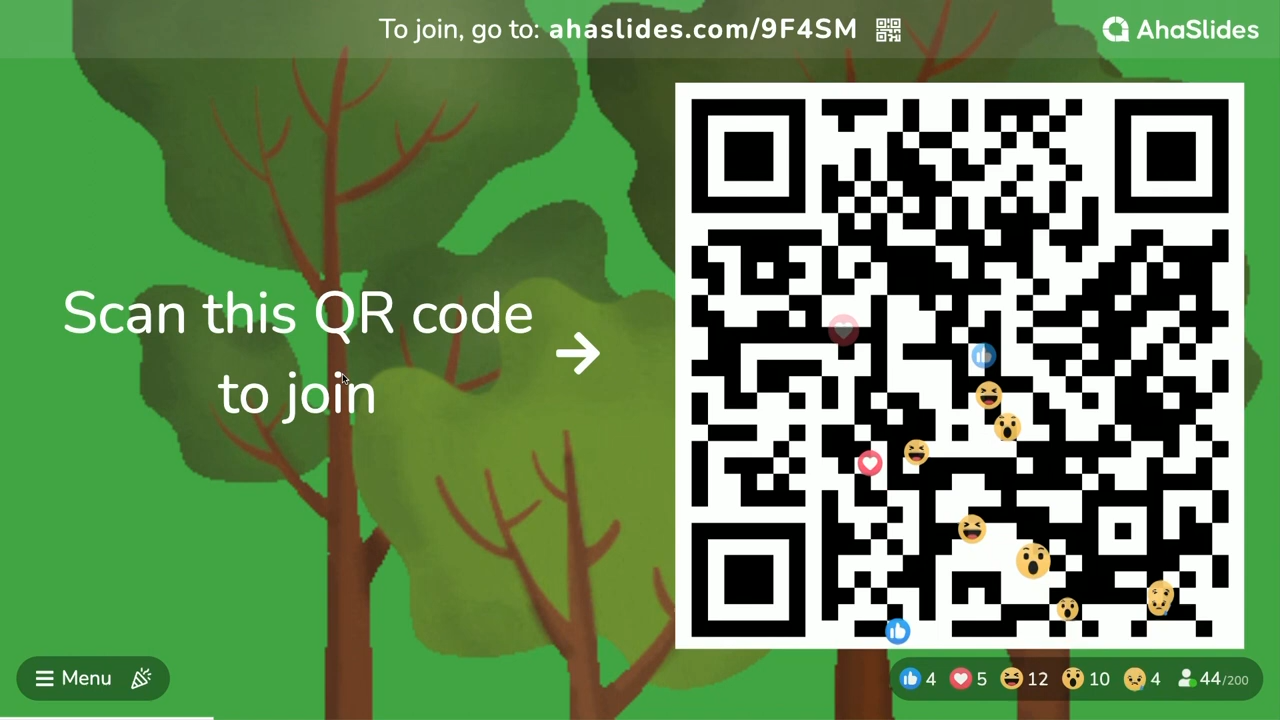 To join, go to: ahaslides.com/9F4SM
AhaSlides
Scan this QR code
to join
Menu
4 5 12 10 4 44/200